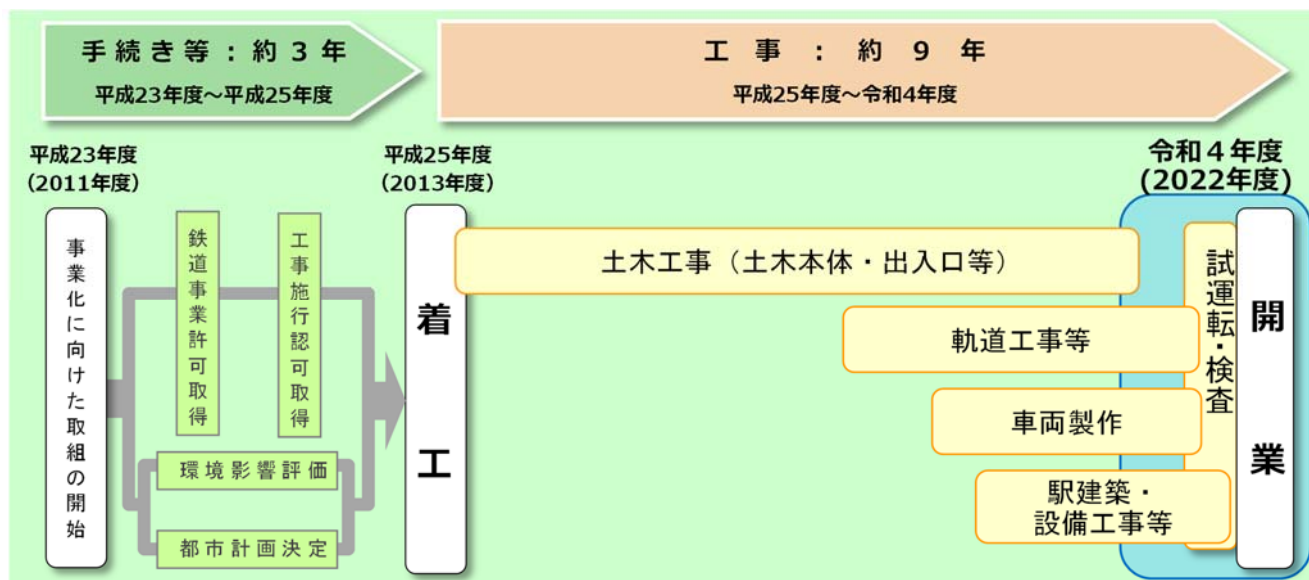 手続き等：約３年
平成23年度～平成25年度
工事：約９年
平成25年度～令和4年度
平成23年度
（2011年度）
平成25年度
（2013年度）
令和４年度
(2022年度)
事業化に向けた取組の開始
鉄道事業許可取得
工事施行認可取得
環境影響評価
都市計画決定
着工
土木工事（土木本体・出入口等）
軌道工事等
車両製作
駅建築・
設備工事等
試運転・検査
開業